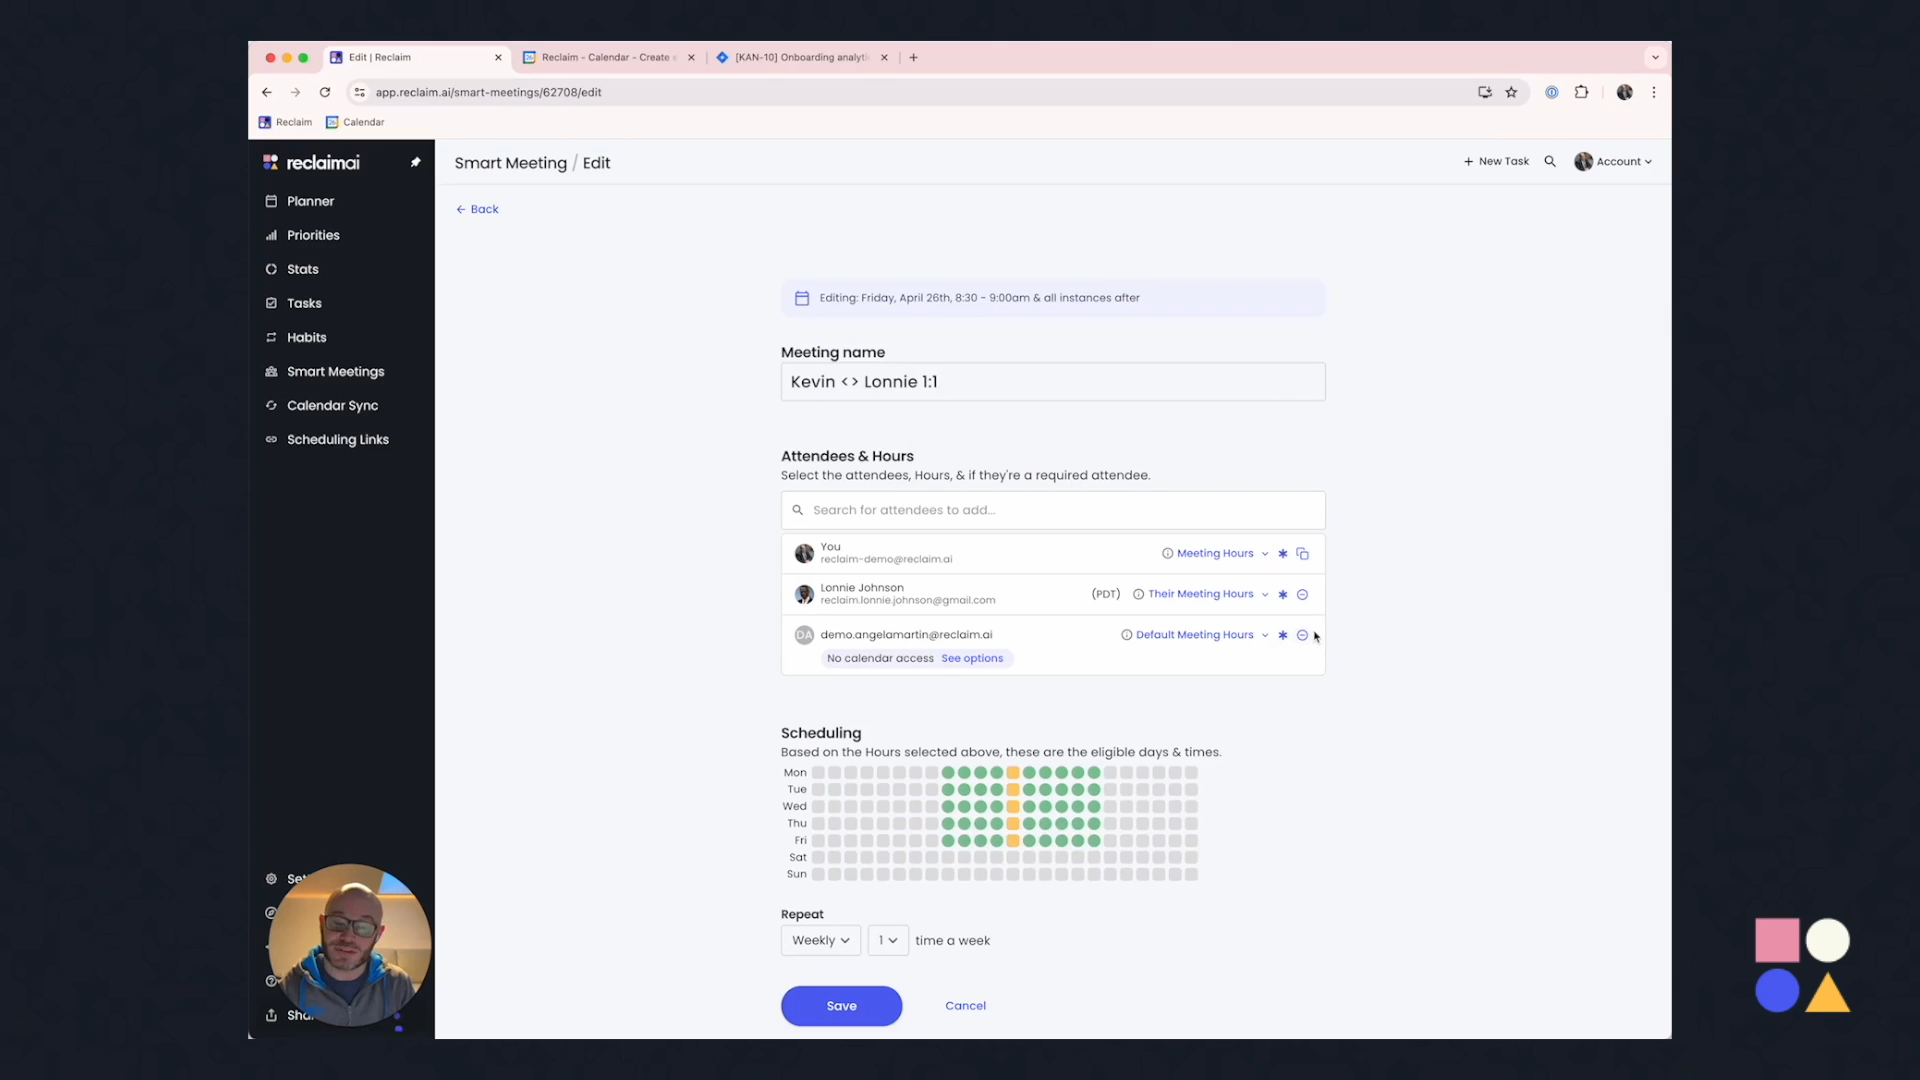 Edit | Reclaim
Reclaim - Calendar - Create
[KAN-10] Onboarding analyti
app.reclaim.ai/smart-meetings/62708/edit
Reclaim
Calendar
reclaimai
Smart Meeting / Edit
+ New Task
Account
Planner
Priorities
Stats
Tasks
Habits
Smart Meetings
Calendar Sync
Scheduling Links
← Back
Editing: Friday, April 26th, 8:30 - 9:00am & all instances after
Meeting name
Kevin <> Lonnie 1:1
Attendees & Hours
Select the attendees, Hours, & if they're a required attendee.
Search for attendees to add...
You
reclaim-demo@reclaim.ai
Meeting Hours
Lonnie Johnson
reclaim.lonnie.johnson@gmail.com
(PDT)
Their Meeting Hours
DA
demo.angelamartin@reclaim.ai
Default Meeting Hours
No calendar access See options
Scheduling
Based on the Hours selected above, these are the eligible days & times.
Mon
Tue
Wed
Thu
Fri
Sat
Sun
Repeat
Weekly
1
time a week
Save
Cancel